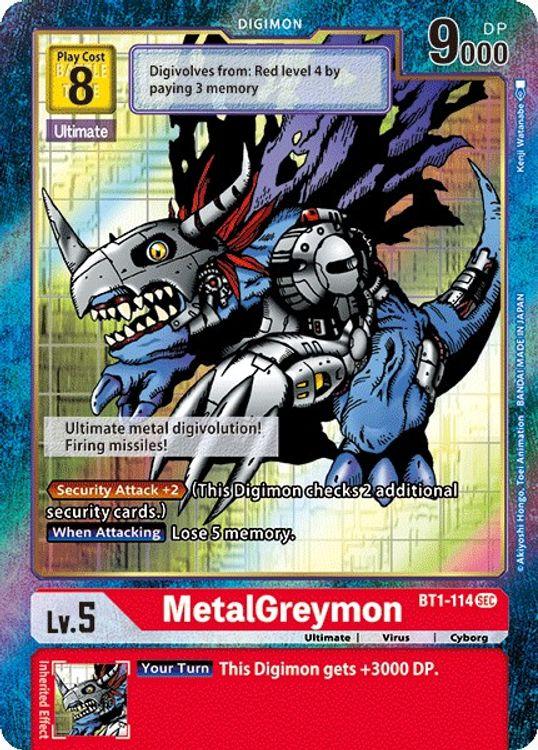 DIGIMON
Play Cost
8
9000
DP
Digivolves from: Red level 4 by
paying 3 memory
Ultimate
Kenji Watanabe
©Akiyoshi Hongo, Toei Animation BANDAI MADE IN JAPAN
Ultimate metal digivolution!
Firing missiles!
Security Attack +2 (This Digimon checks 2 additional
security cards.)
When Attacking Lose 5 memory.
Lv.5
MetalGreymon
BT1-114 SEC
Ultimate | Virus | Cyborg
Inherited Effect
Your Turn This Digimon gets +3000 DP.